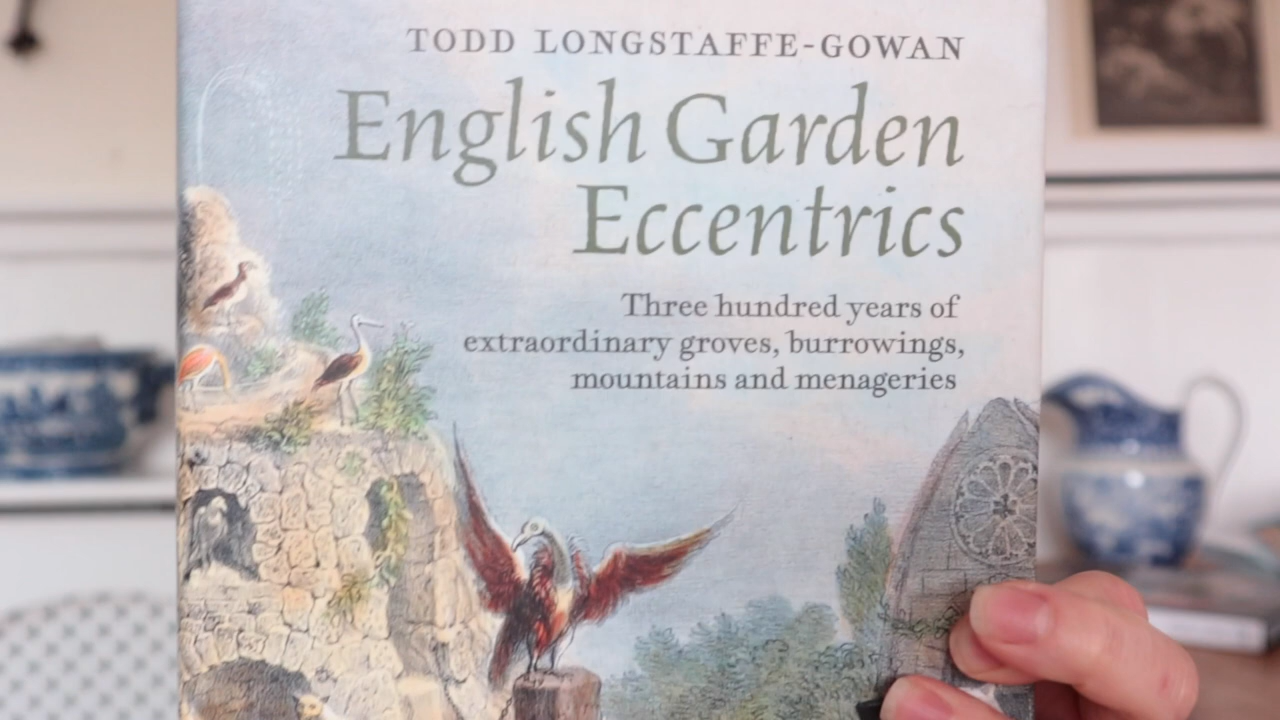 TODD LONGSTAFFE-GOWAN
English Garden
Eccentrics
Three hundred years of
extraordinary groves, burrowings,
mountains and menageries